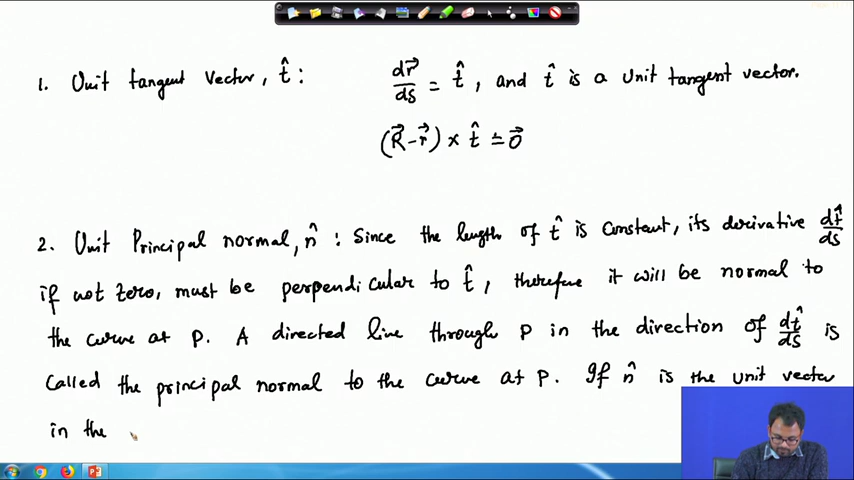 1. Unit tangent vector, t̂ : dr⃗/ds = t̂, and t̂ is a unit tangent vector.
(R⃗-r⃗) × t̂ = 0⃗
2. Unit Principal normal, n̂ : Since the length of t̂ is constant, its derivative dt̂/ds
if not zero, must be perpendicular to t̂, therefore it will be normal to
the curve at P. A directed line through P in the direction of dt̂/ds is
called the principal normal to the curve at P. If n̂ is the unit vector
in the